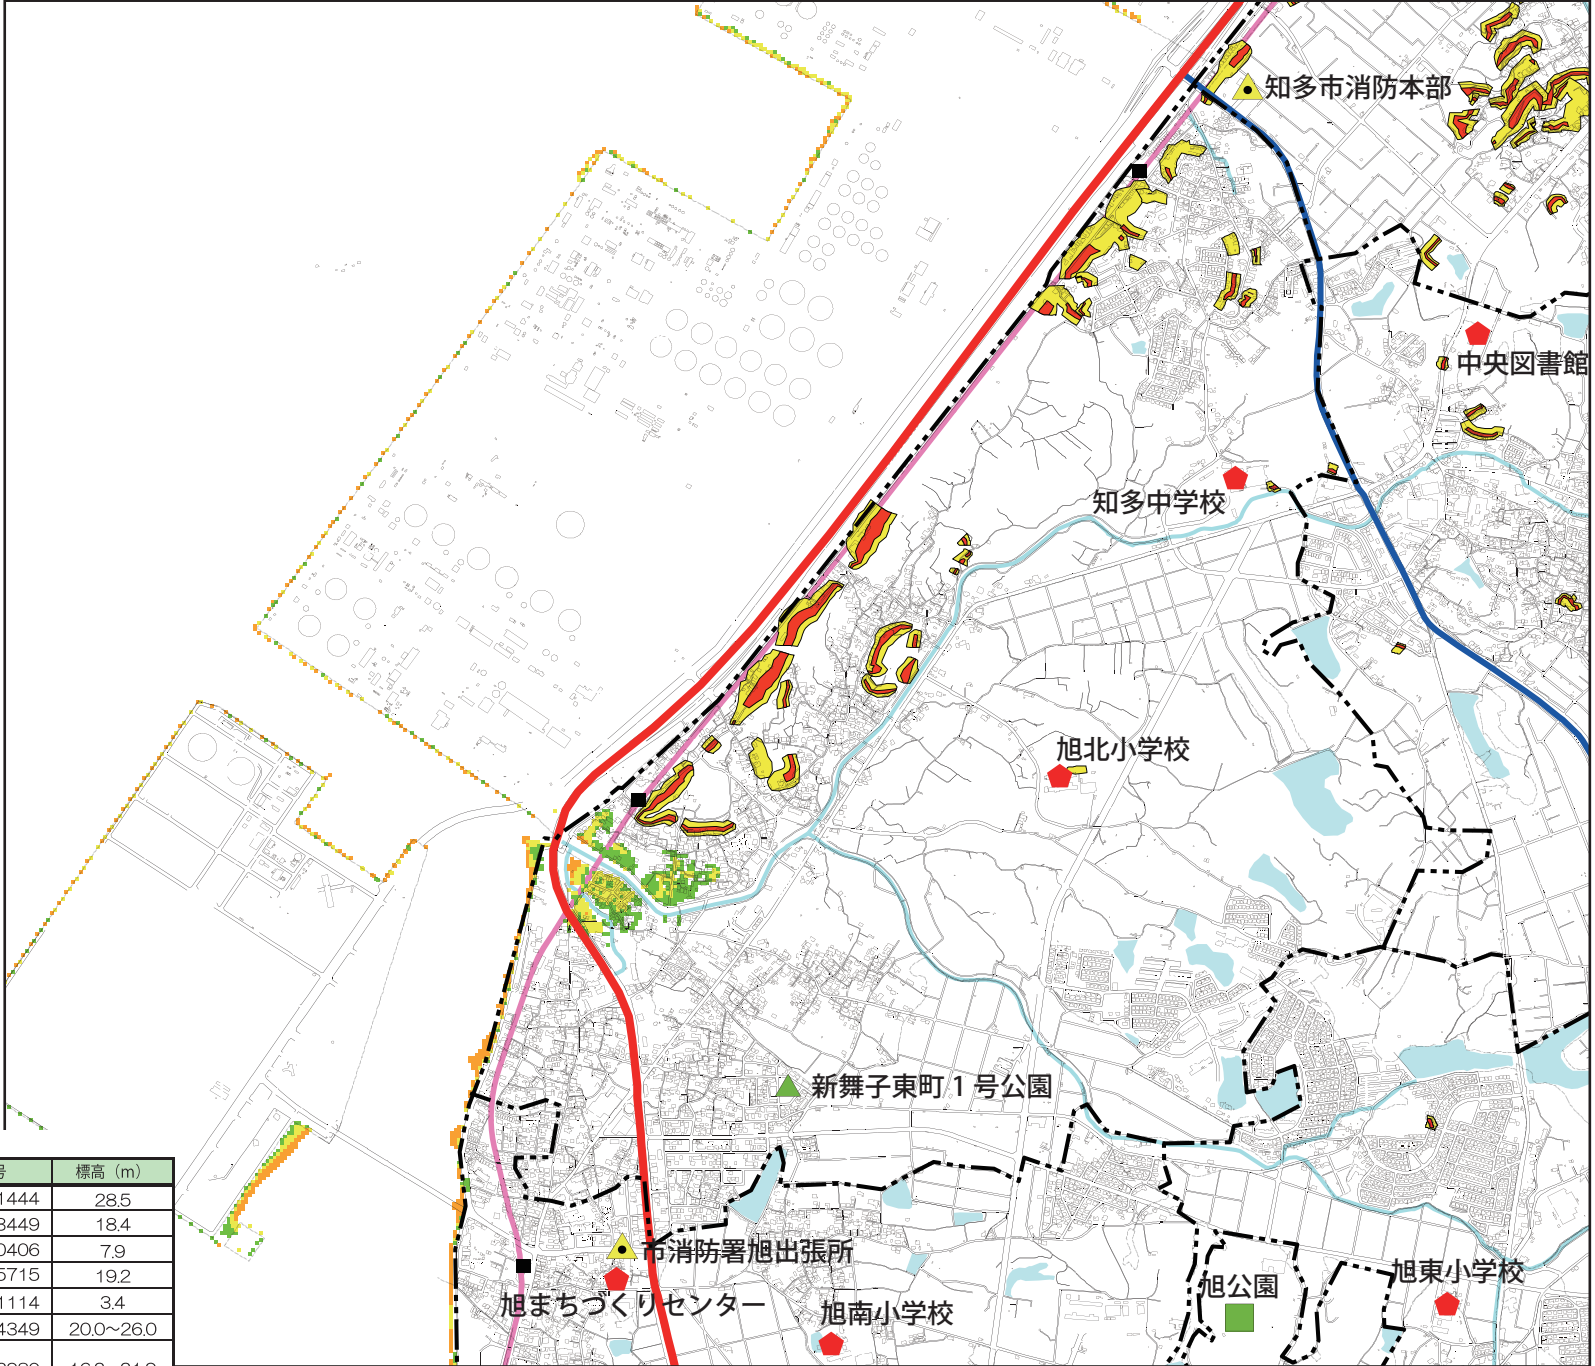 知多市消防本部
中央図書館
知多中学校
旭北小学校
新舞子東町1号公園
市消防署旭出張所
旭まちづくりセンター
旭南小学校
旭公園
旭東小学校
号 標高（m）
1444 28.5
3449 18.4
0406 7.9
5715 19.2
1114 3.4
4349 20.0～26.0